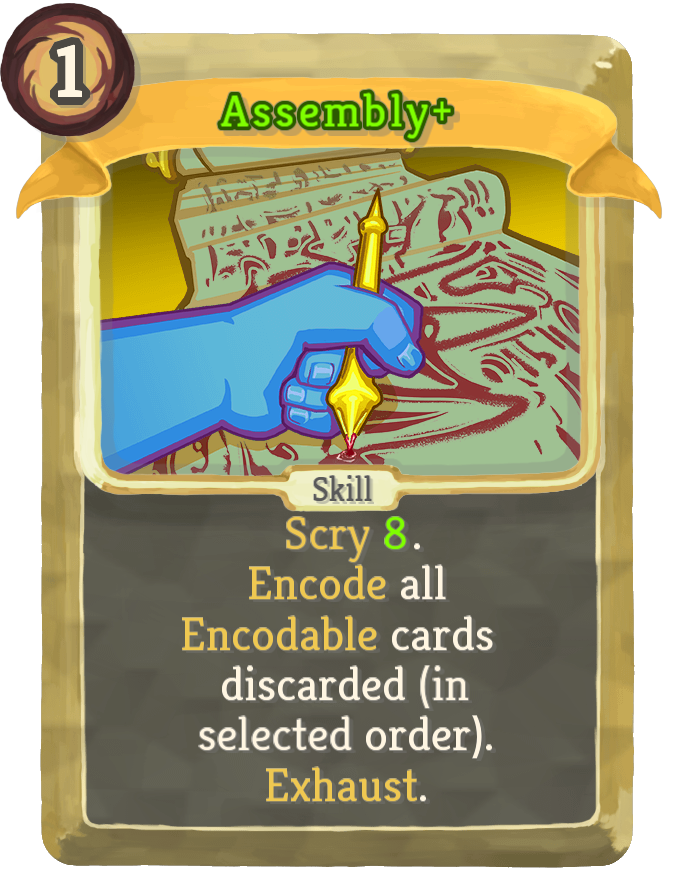 1
Assembly+
Skill
Scry 8.
Encode all
Encodable cards
discarded (in
selected order).
Exhaust.